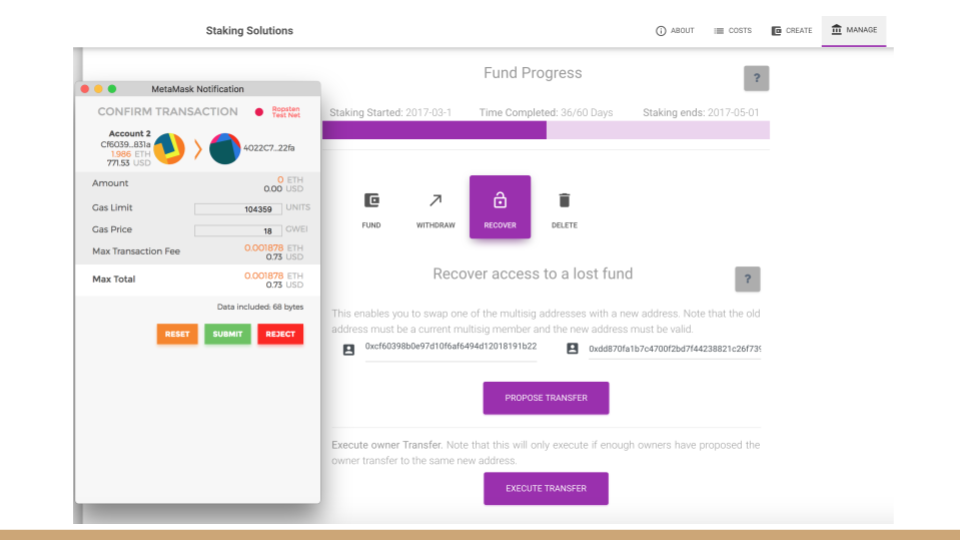 Staking Solutions
ABOUT
COSTS
CREATE
MANAGE
MetaMask Notification
CONFIRM TRANSACTION
Ropsten
Test Net
Account 2
Cf6039...831a
1.986 ETH
771.53 USD
4022C7...22fa
Amount
0 ETH
0.00 USD
Gas Limit
104359 UNITS
Gas Price
18 GWEI
Max Transaction Fee
0.001878 ETH
0.73 USD
Max Total
0.001878 ETH
0.73 USD
Data included: 68 bytes
RESET
SUBMIT
REJECT
Fund Progress
?
Staking Started: 2017-03-1
Time Completed: 36/60 Days
Staking ends: 2017-05-01
FUND
WITHDRAW
RECOVER
DELETE
Recover access to a lost fund
?
This enables you to swap one of the multisig addresses with a new address. Note that the old
address must be a current multisig member and the new address must be valid.
0xcf60398b0e97d10f6af6494d12018191b22
0xdd870fa1b7c4700f2bd7f44238821c26f739
PROPOSE TRANSFER
Execute owner Transfer. Note that this will only execute if enough owners have proposed the
owner transfer to the same new address.
EXECUTE TRANSFER